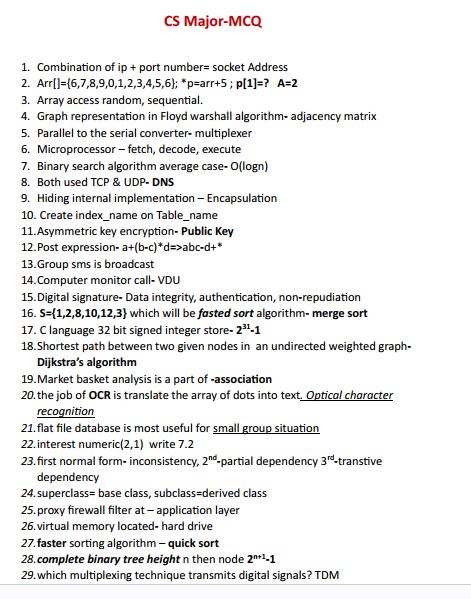 CS Major-MCQ
1. Combination of ip + port number= socket Address
2. Arr[]={6,7,8,9,0,1,2,3,4,5,6}; *p=arr+5 ; p[1]=? A=2
3. Array access random, sequential.
4. Graph representation in Floyd warshall algorithm- adjacency matrix
5. Parallel to the serial converter- multiplexer
6. Microprocessor – fetch, decode, execute
7. Binary search algorithm average case- O(logn)
8. Both used TCP & UDP- DNS
9. Hiding internal implementation – Encapsulation
10. Create index_name on Table_name
11.Asymmetric key encryption- Public Key
12.Post expression- a+(b-c)*d=>abc-d+*
13.Group sms is broadcast
14.Computer monitor call- VDU
15.Digital signature- Data integrity, authentication, non-repudiation
16. S={1,2,8,10,12,3} which will be fasted sort algorithm- merge sort
17. C language 32 bit signed integer store- 2³¹-1
18.Shortest path between two given nodes in an undirected weighted graph-
Dijkstra’s algorithm
19.Market basket analysis is a part of -association
20.the job of OCR is translate the array of dots into text. Optical character
recognition
21.flat file database is most useful for small group situation
22.interest numeric(2,1) write 7.2
23.first normal form- inconsistency, 2ⁿᵈ-partial dependency 3ʳᵈ-transtive
dependency
24.superclass= base class, subclass=derived class
25.proxy firewall filter at – application layer
26.virtual memory located- hard drive
27.faster sorting algorithm – quick sort
28.complete binary tree height n then node 2ⁿ⁺¹-1
29.which multiplexing technique transmits digital signals? TDM